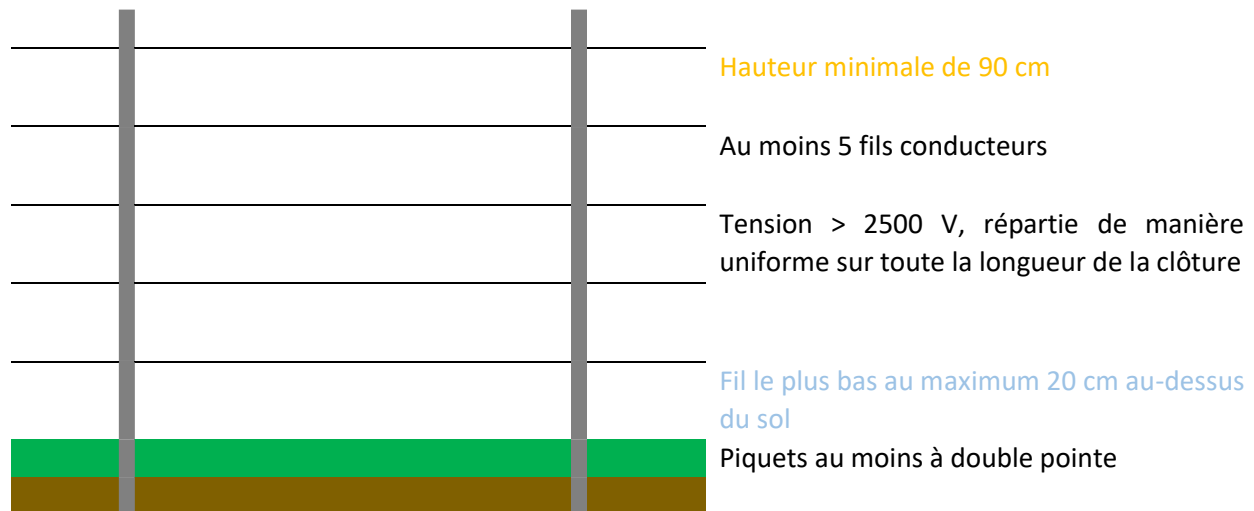 Hauteur minimale de 90 cm
Au moins 5 fils conducteurs
Tension > 2500 V, répartie de manière
uniforme sur toute la longueur de la clôture
Fil le plus bas au maximum 20 cm au-dessus
du sol
Piquets au moins à double pointe